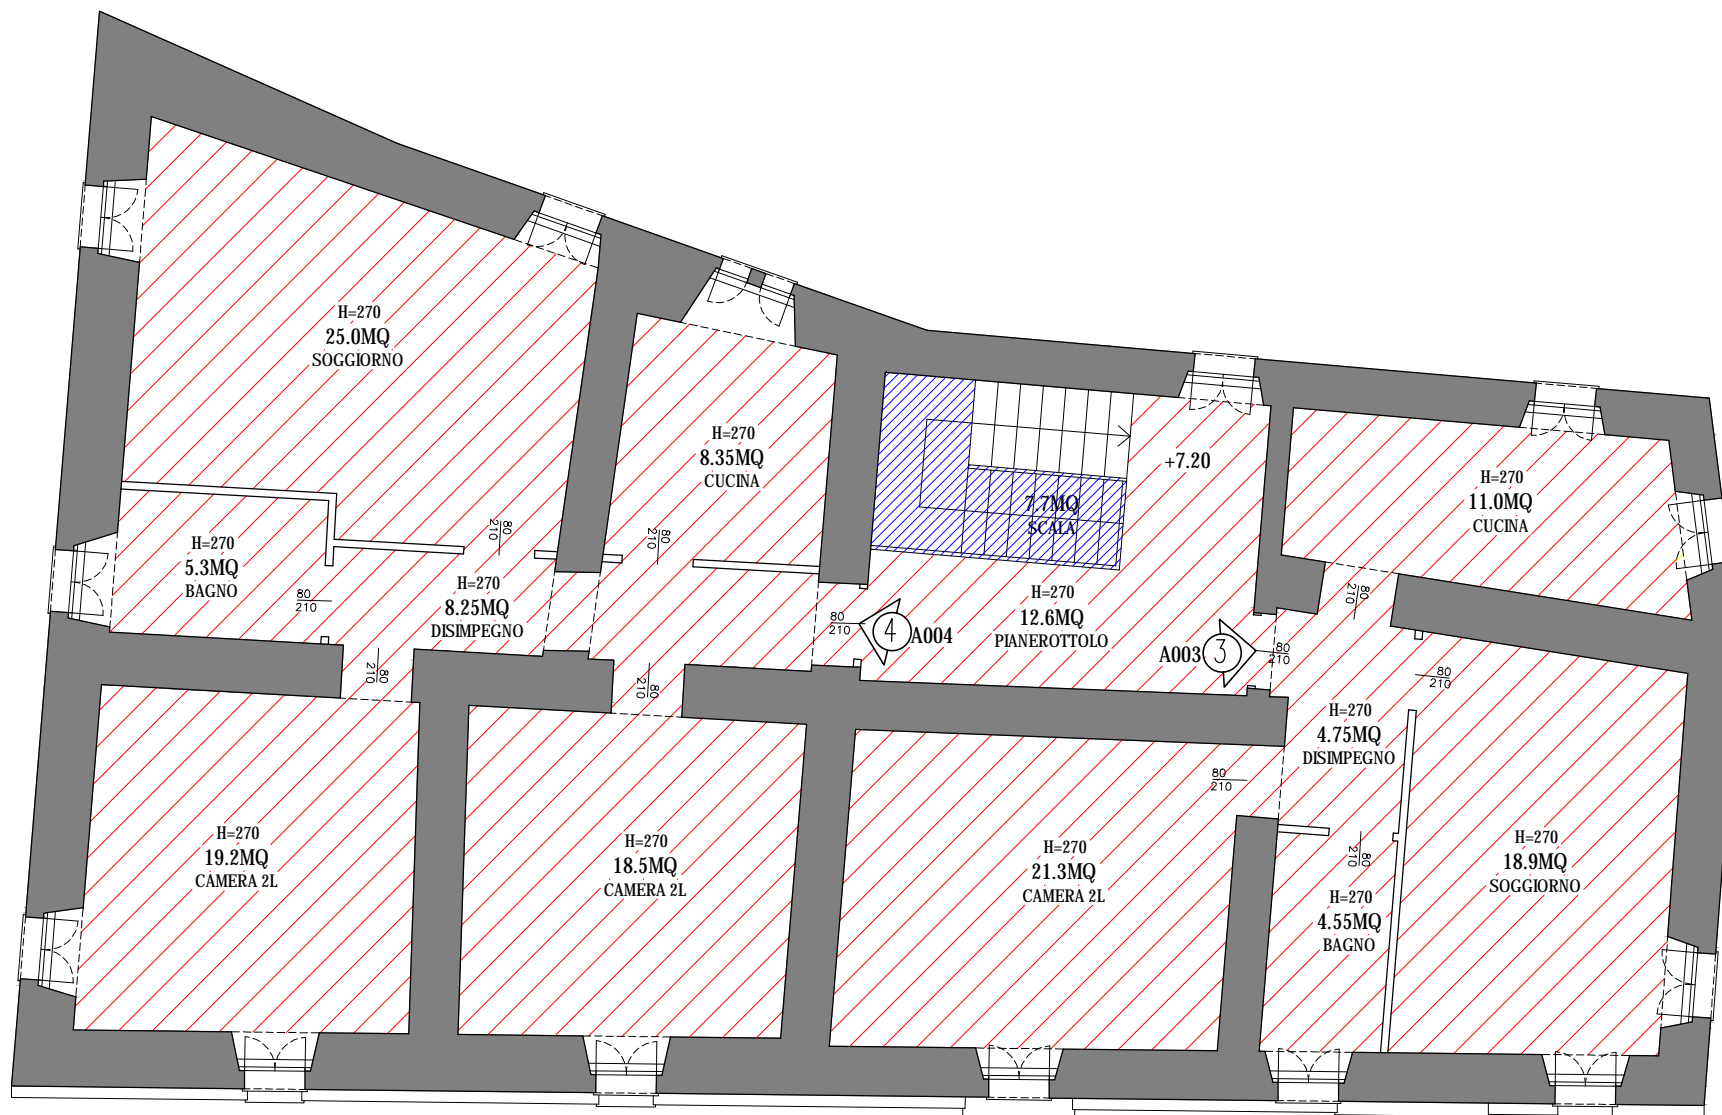 H=270
25.0MQ
SOGGIORNO
H=270
8.35MQ
CUCINA
+7.20
7.7MQ
SCALA
H=270
11.0MQ
CUCINA
80
210
80
210
H=270
5.3MQ
BAGNO
80
210
H=270
8.25MQ
DISIMPEGNO
80
210
4
A004
H=270
12.6MQ
PIANEROTTOLO
A003
3
80
210
80
210
80
210
80
210
80
210
H=270
4.75MQ
DISIMPEGNO
80
210
H=270
19.2MQ
CAMERA 2L
H=270
18.5MQ
CAMERA 2L
H=270
21.3MQ
CAMERA 2L
80
210
H=270
4.55MQ
BAGNO
H=270
18.9MQ
SOGGIORNO